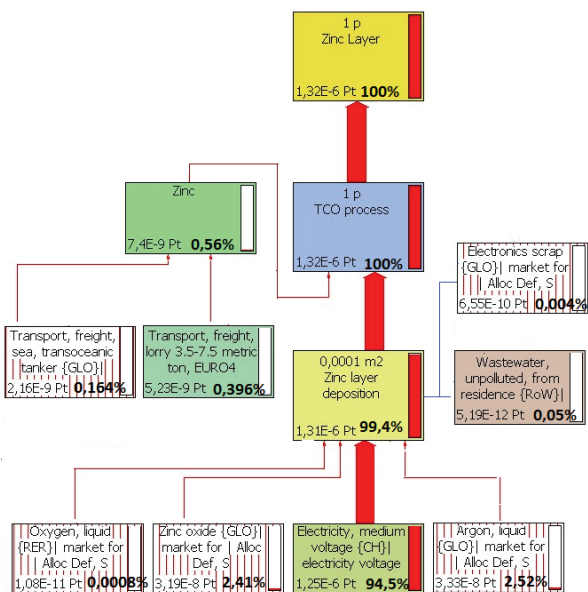 1 p
Zinc Layer
1,32E-6 Pt 100%
Zinc
7,4E-9 Pt 0,56%
1 p
TCO process
1,32E-6 Pt 100%
Electronics scrap
{GLO}| market for
| Alloc Def, S
6,55E-10 Pt 0,004%
Transport, freight,
sea, transoceanic
tanker {GLO}|
2,16E-9 Pt 0,164%
Transport, freight,
lorry 3.5-7.5 metric
ton, EURO4
5,23E-9 Pt 0,396%
0,0001 m2
Zinc layer
deposition
1,31E-6 Pt 99,4%
Wastewater,
unpolluted, from
residence {RoW}|
5,19E-12 Pt 0,05%
Oxygen, liquid
{RER}| market for
| Alloc Def, S
1,08E-11 Pt 0,0008%
Zinc oxide {GLO}|
market for | Alloc
Def, S
3,19E-8 Pt 2,41%
Electricity, medium
voltage {CH}|
electricity voltage
1,25E-6 Pt 94,5%
Argon, liquid
{GLO}| market for
| Alloc Def, S
3,33E-8 Pt 2,52%